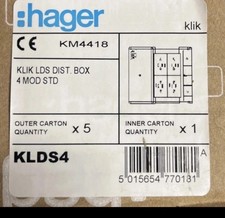 :hager
klik
CE KM4418
KLIK LDS DIST. BOX
4 MOD STD
OUTER CARTON QUANTITY x 5
INNER CARTON QUANTITY x 1
KLDS4
A
5 015654 770131